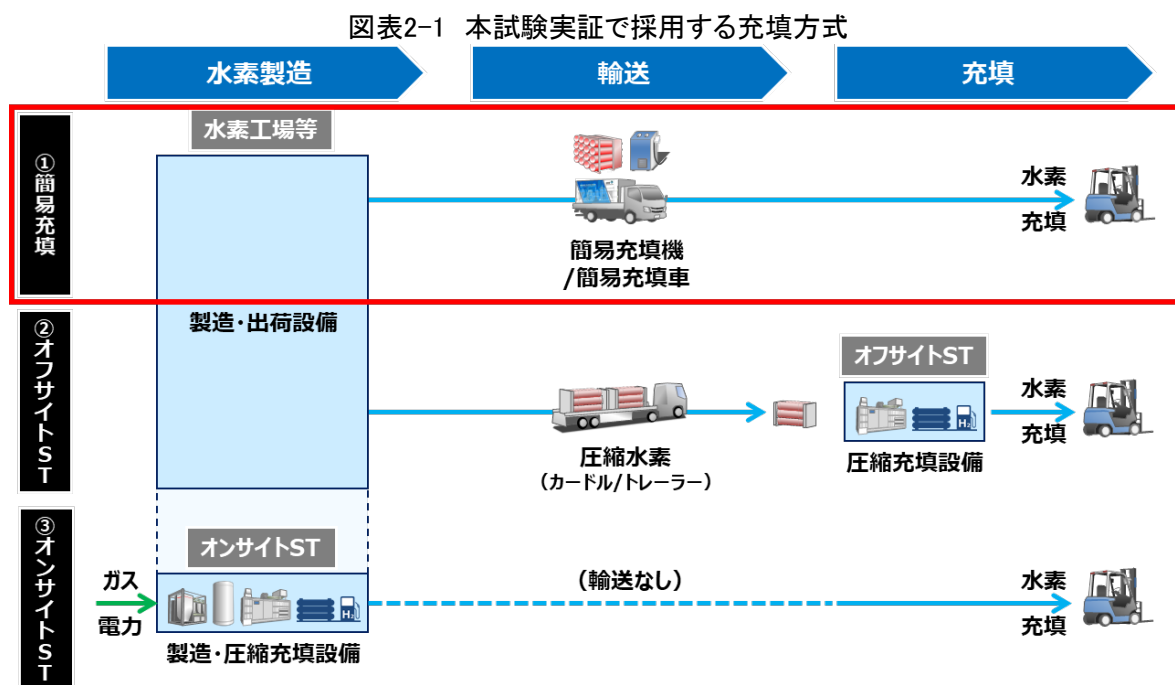 図表2-1 本試験実証で採用する充填方式
水素製造
輸送
充填
①簡易充填
水素工場等
簡易充填機
/簡易充填車
水素
充填
製造・出荷設備
②オフサイトST
圧縮水素
(カードル/トレーラー)
オフサイトST
H2
圧縮充填設備
水素
充填
③オンサイトST
ガス
電力
オンサイトST
H2
製造・圧縮充填設備
(輸送なし)
水素
充填